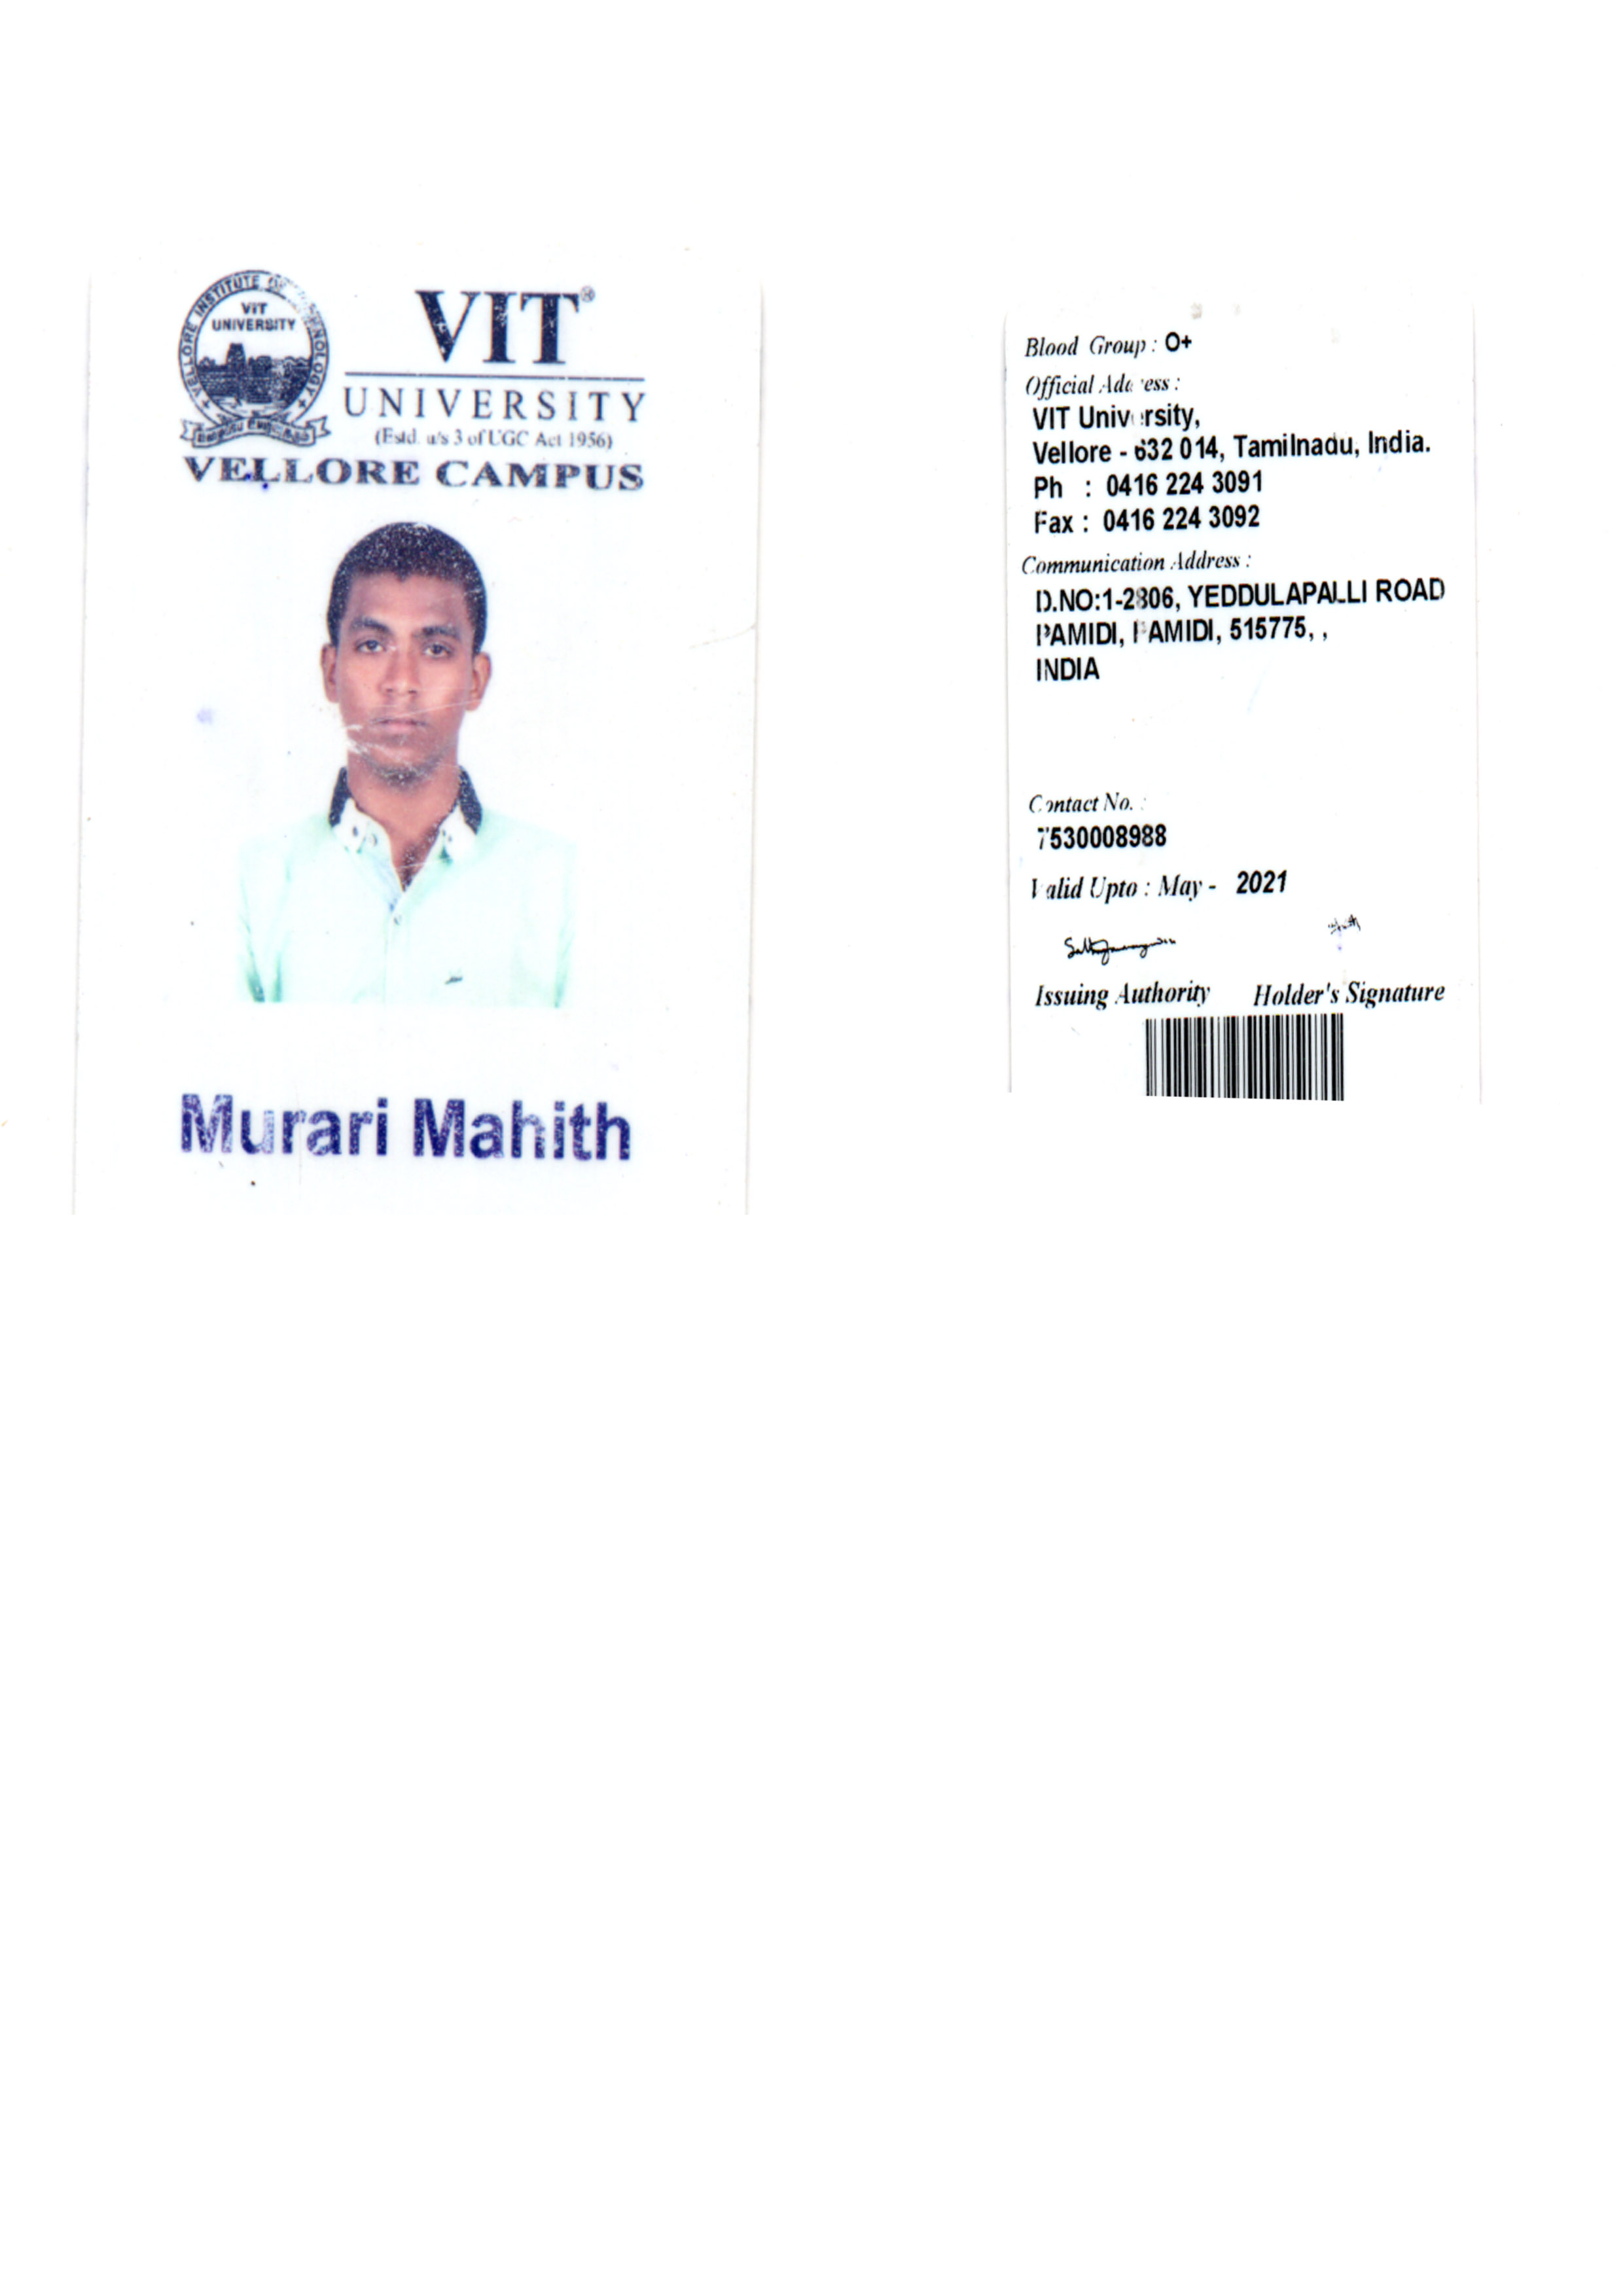 VELLORE INSTITUTE OF
VIT
UNIVERSITY
VIT®
UNIVERSITY
(Estd. u/s 3 of UGC Act 1956)
VELLORE CAMPUS
Murari Mahith
Blood Group : O+
Official Address :
VIT University,
Vellore - 632 014, Tamilnadu, India.
Ph : 0416 224 3091
Fax : 0416 224 3092
Communication Address :
D.NO:1-2806, YEDDULAPALLI ROAD
PAMIDI, PAMIDI, 515775, ,
INDIA
Contact No. :
7530008988
Valid Upto : May - 2021
Issuing Authority Holder's Signature